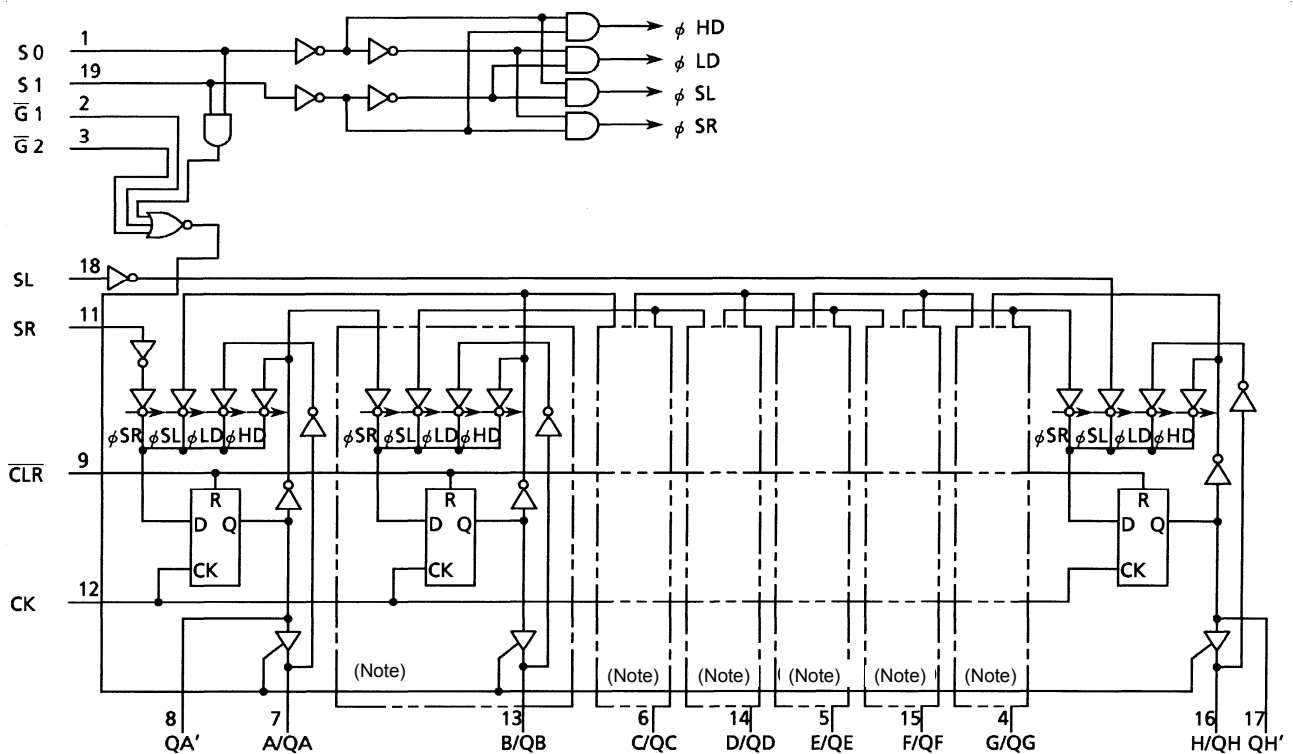 S0 1
S1 19
G̅1 2
G̅2 3
ϕ HD
ϕ LD
ϕ SL
ϕ SR
SL 18
SR 11
ϕSR ϕSL ϕLD ϕHD
ϕSR ϕSL ϕLD ϕHD
ϕSR ϕSL ϕLD ϕHD
C̅L̅R̅ 9
R
D Q
CK
R
D Q
CK
R
D Q
CK
CK 12
(Note) (Note) (Note) (Note) (Note) (Note)
8 7 13 6 14 5 15 4 16 17
QA' A/QA B/QB C/QC D/QD E/QE F/QF G/QG H/QH QH'